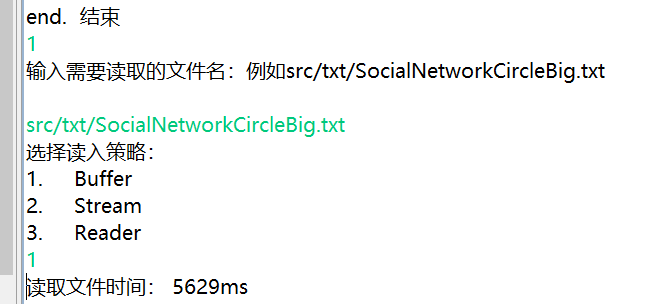 end. 结束
1
输入需要读取的文件名：例如src/txt/SocialNetworkCircleBig.txt
src/txt/SocialNetworkCircleBig.txt
选择读入策略：
1. Buffer
2. Stream
3. Reader
1
读取文件时间： 5629ms